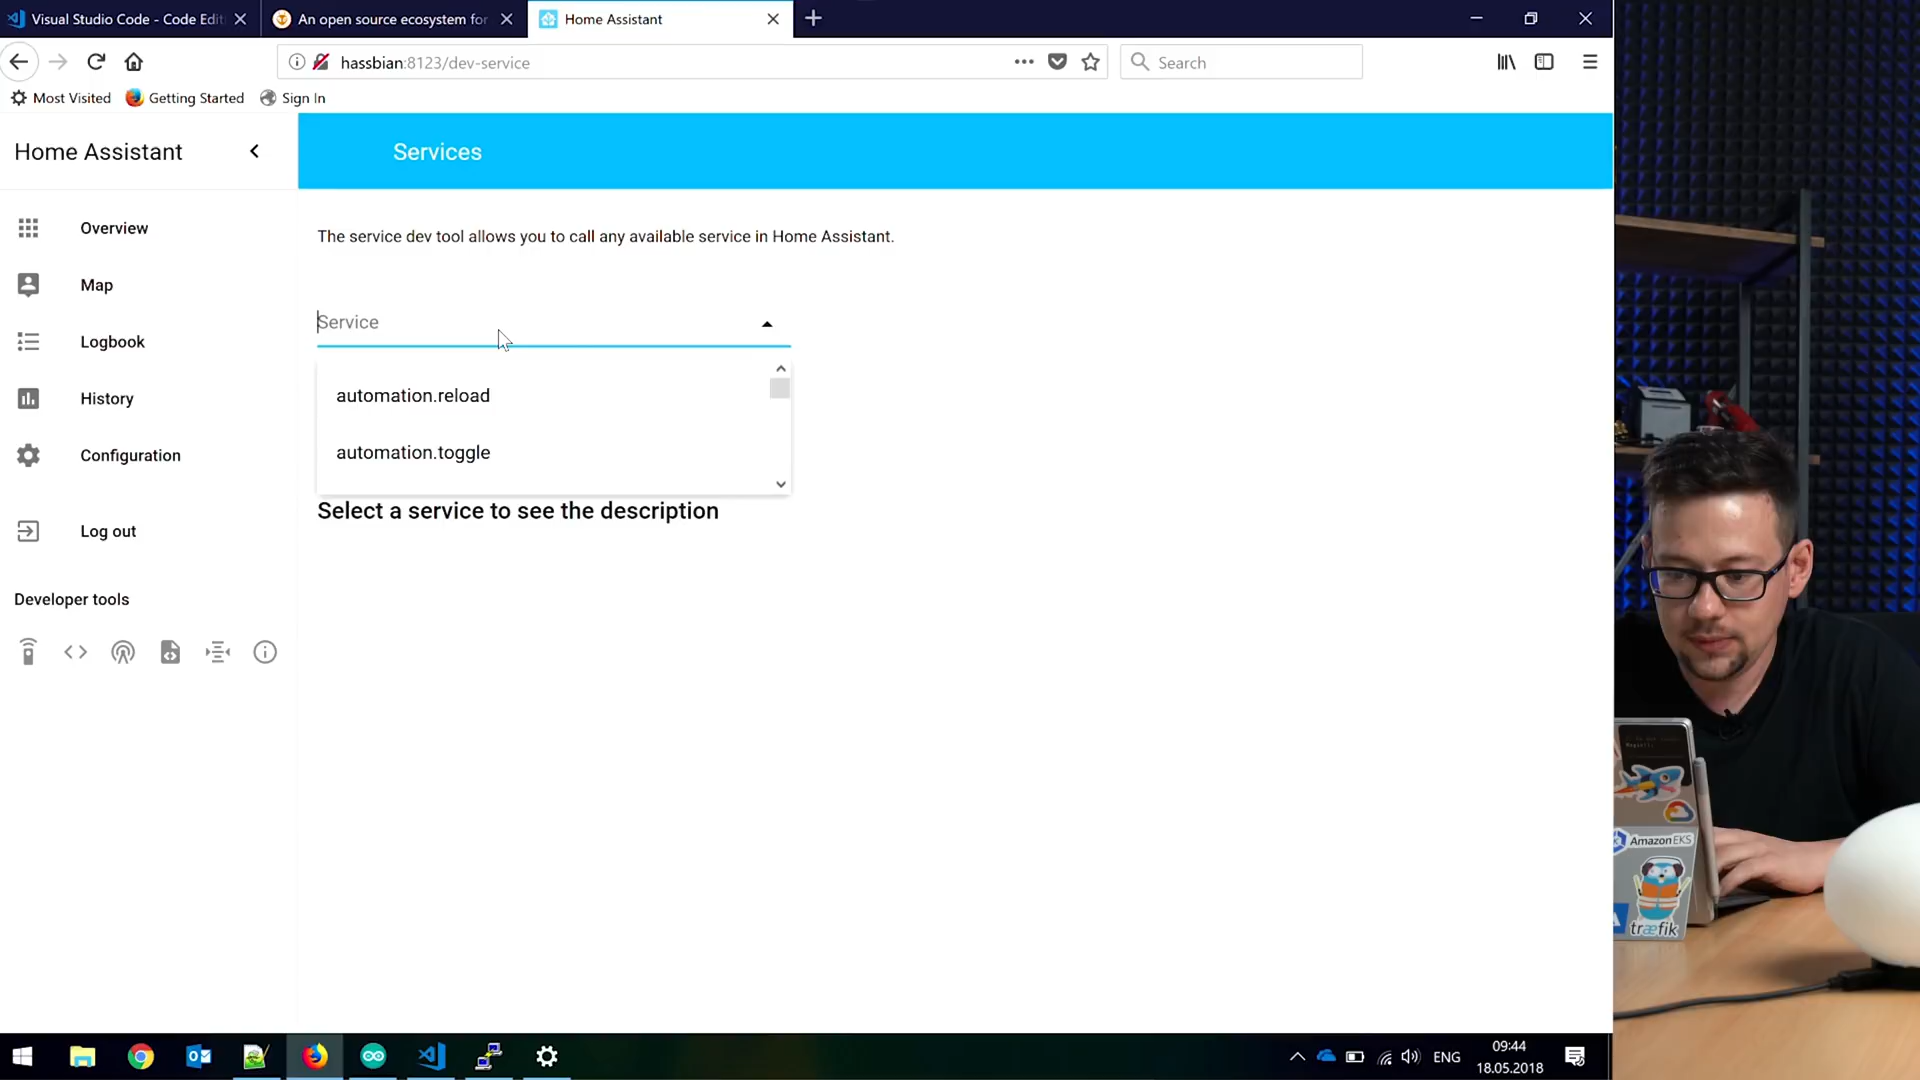 Visual Studio Code - Code Edit
An open source ecosystem for
Home Assistant
hassbian:8123/dev-service
Search
Most Visited
Getting Started
Sign In
Home Assistant
Services
Overview
Map
Logbook
History
Configuration
Log out
Developer tools
The service dev tool allows you to call any available service in Home Assistant.
Service
automation.reload
automation.toggle
Select a service to see the description
Amazon EKS
træfik
ENG
09:44
18.05.2018